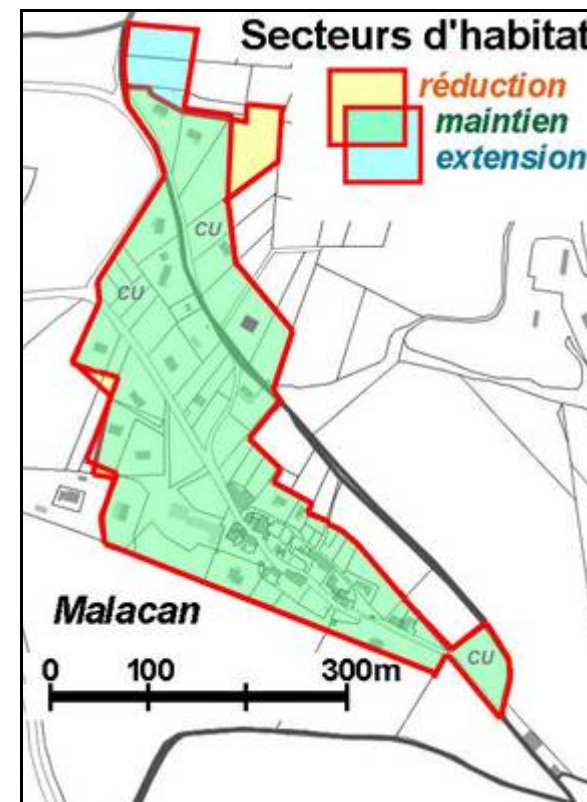 Secteurs d'habitat
réduction
maintien
extension
CU
CU
Malacan
CU
0 100 300m